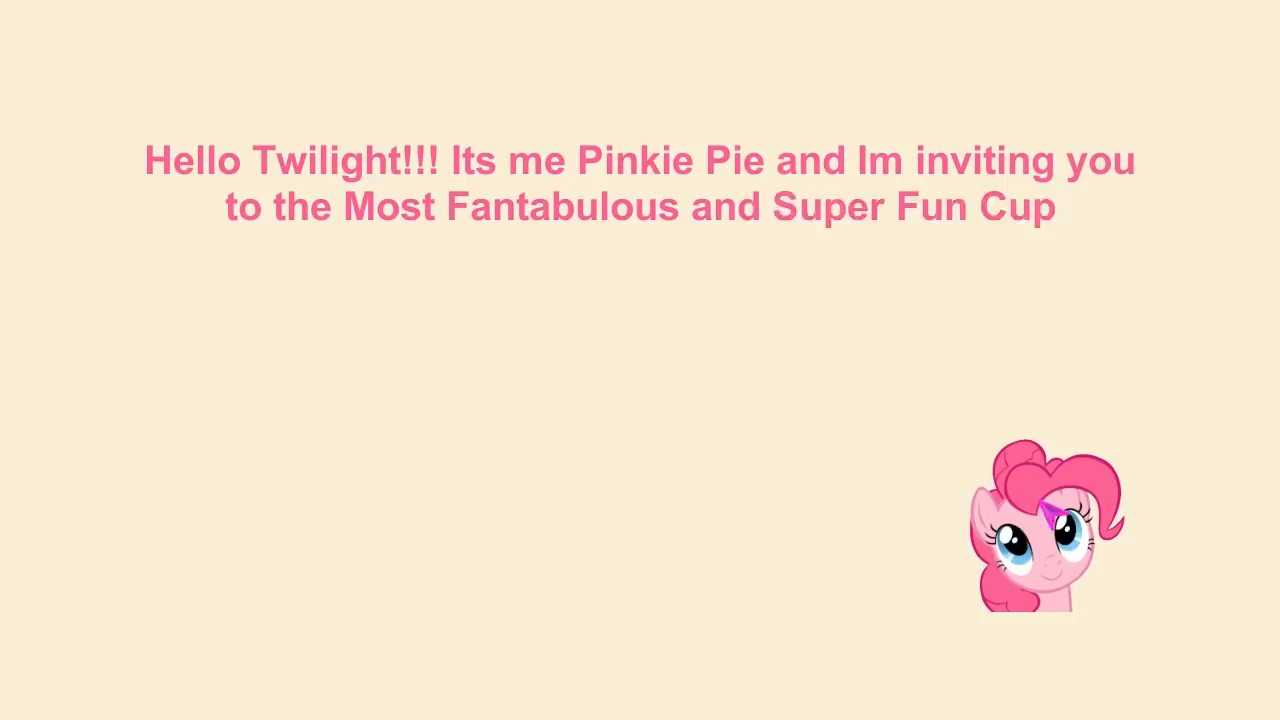 Hello Twilight!!! Its me Pinkie Pie and Im inviting you
to the Most Fantabulous and Super Fun Cup